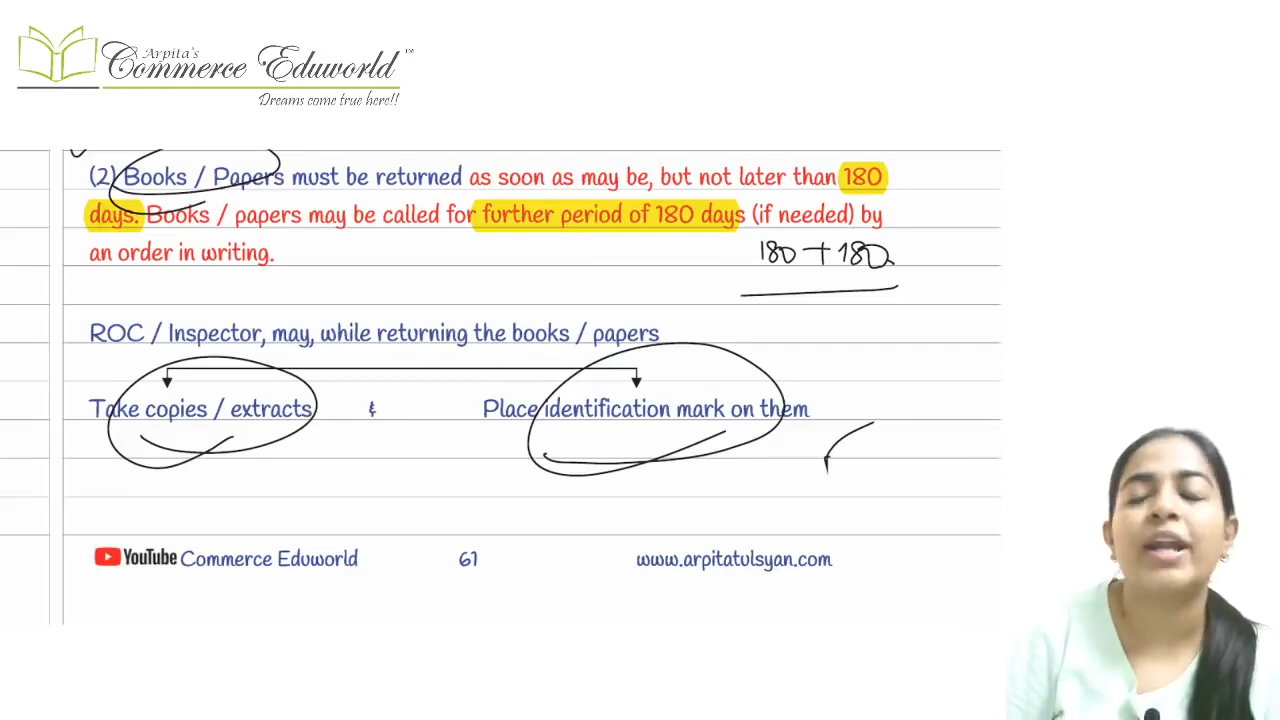 Arpita's
Commerce Eduworld™
Dreams come true here!!
(2) Books / Papers must be returned as soon as may be, but not later than 180
days. Books / papers may be called for further period of 180 days (if needed) by
an order in writing.
180 + 180
ROC / Inspector, may, while returning the books / papers
Take copies / extracts & Place identification mark on them
YouTube Commerce Eduworld 61 www.arpitatulsyan.com